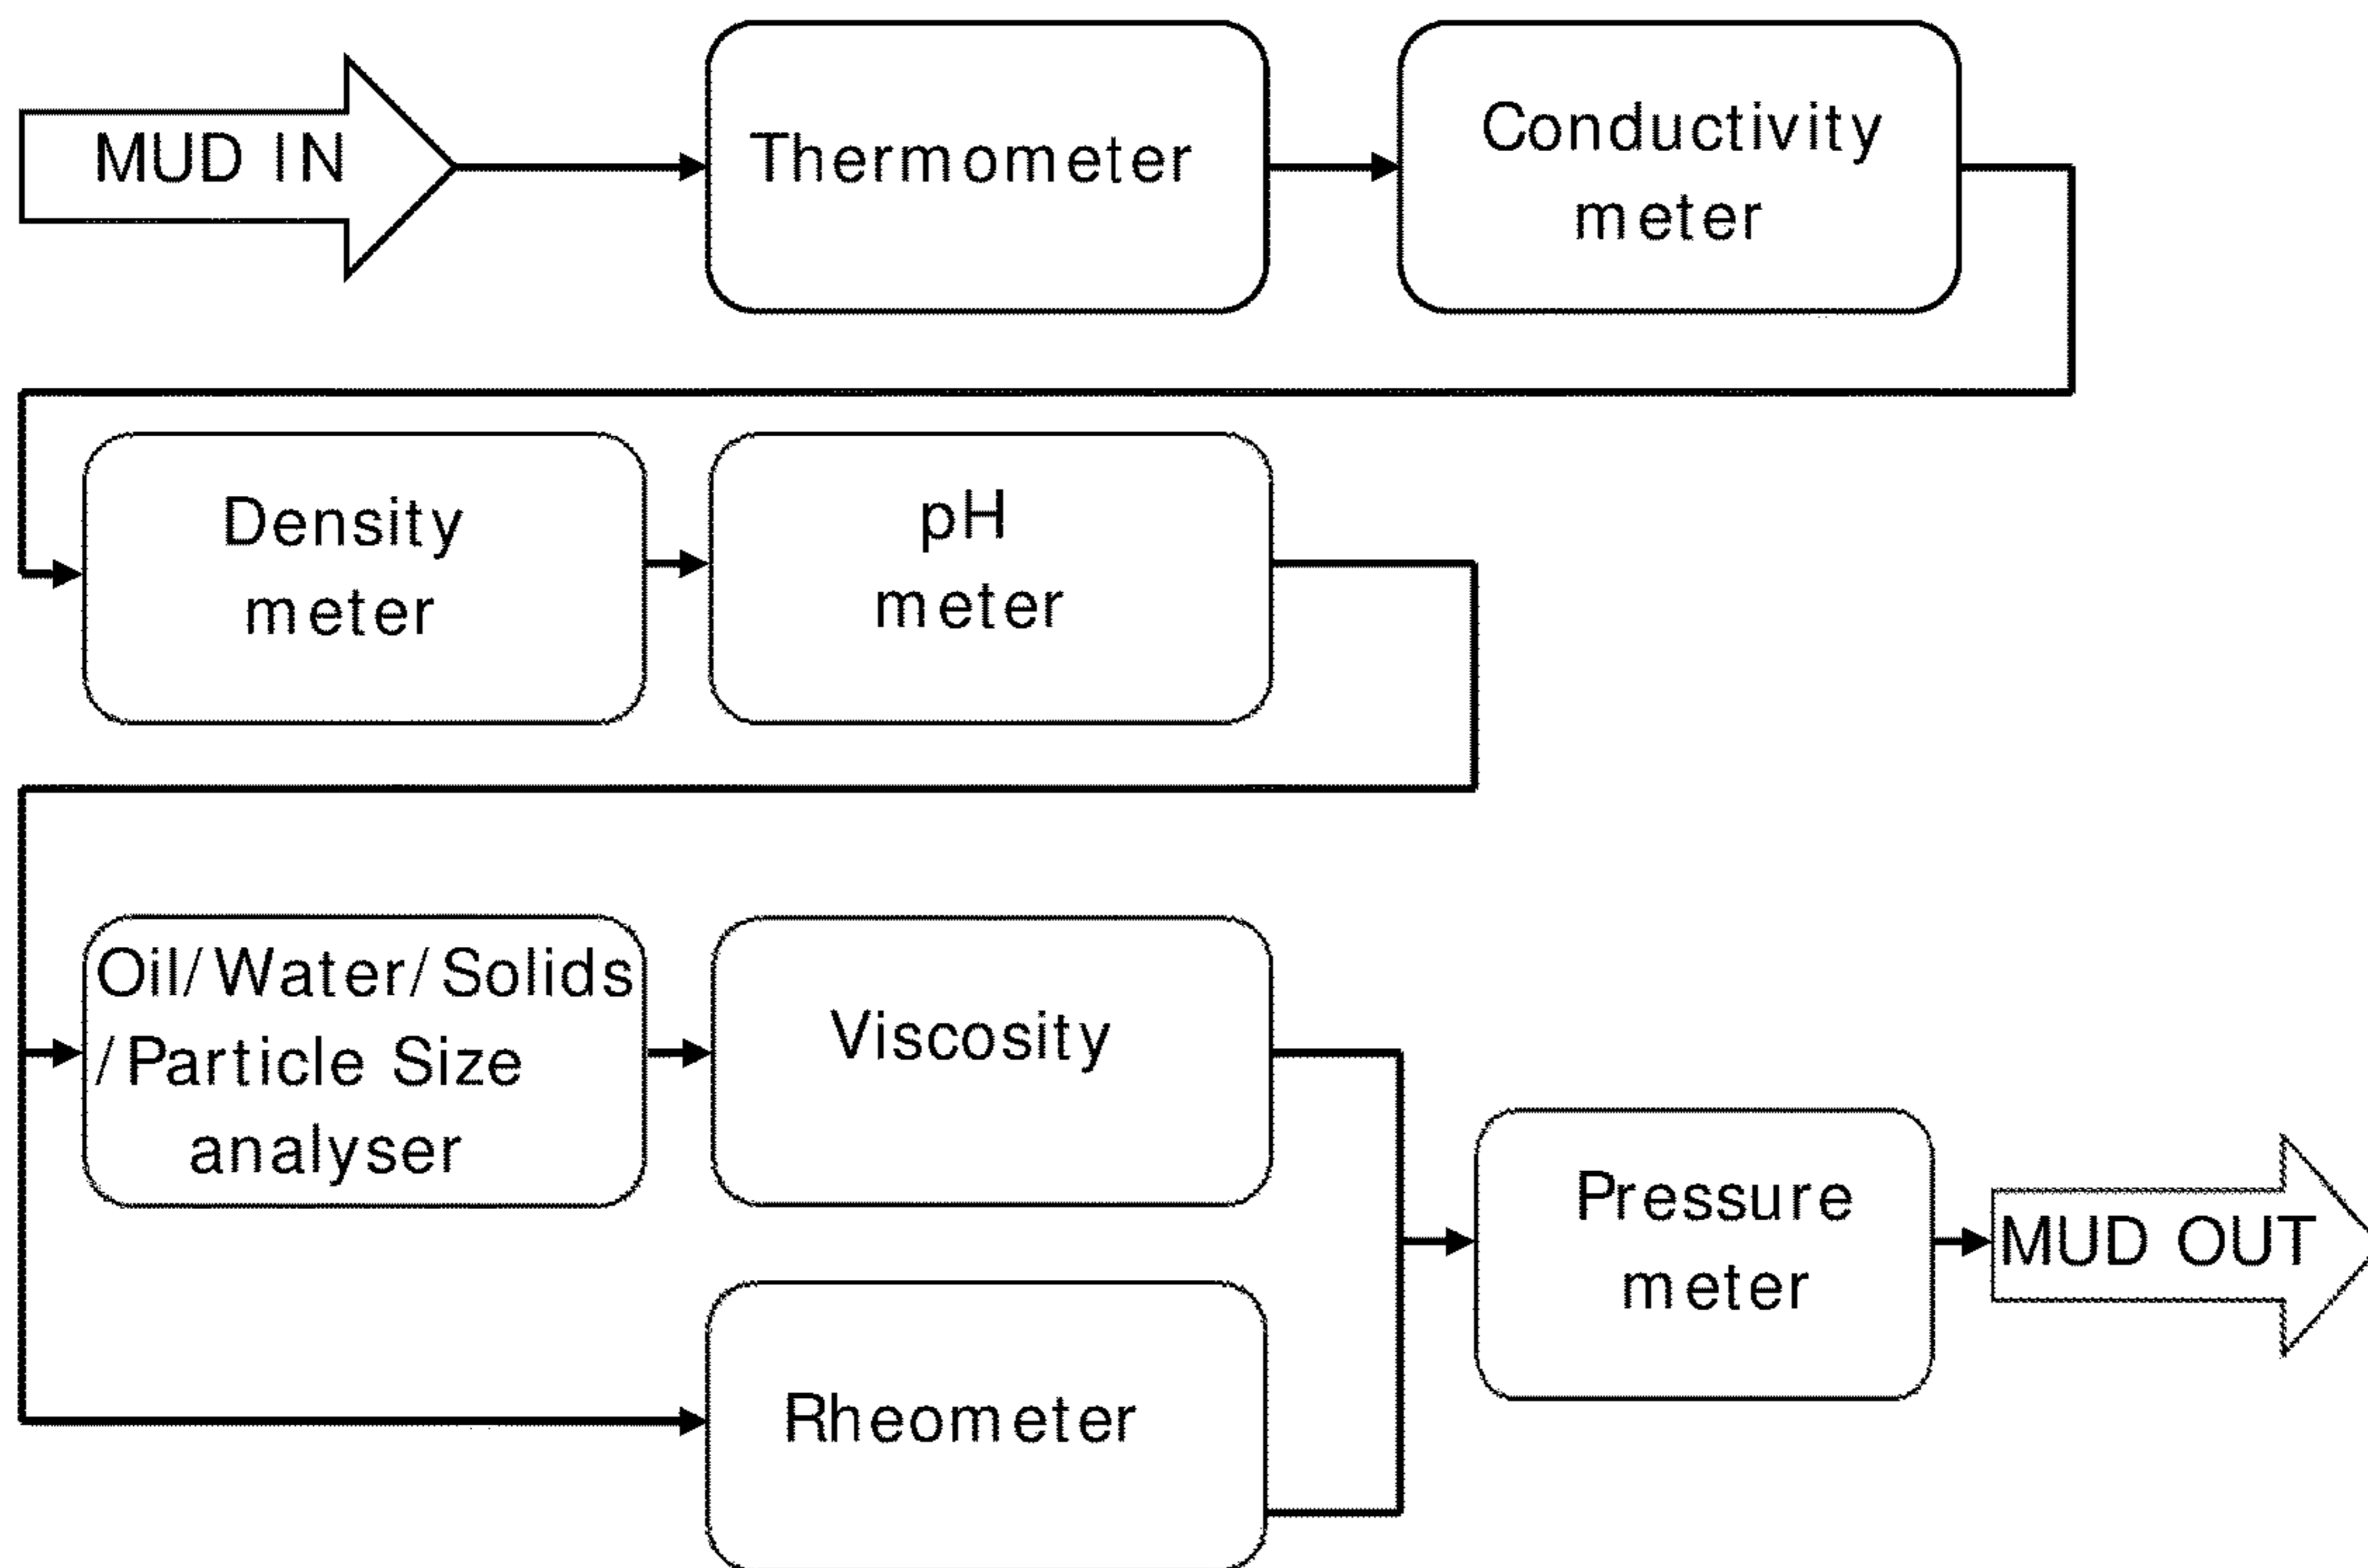 MUD IN
Thermometer
Conductivity
meter
Density
meter
pH
meter
Oil/Water/Solids
/Particle Size
analyser
Viscosity
Rheometer
Pressure
meter
MUD OUT